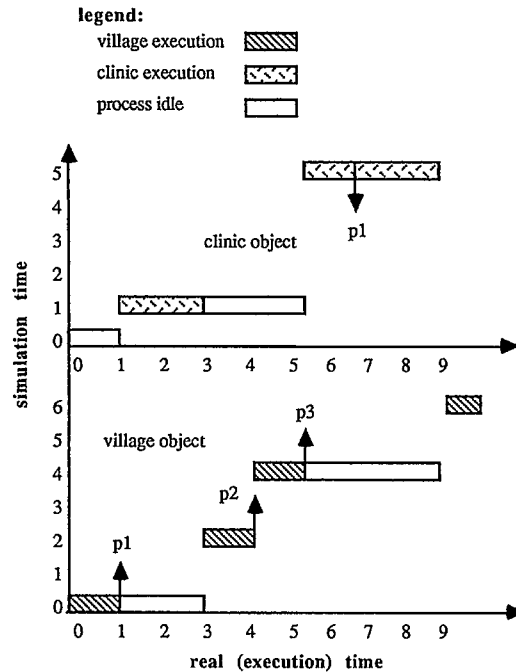 legend:
village execution
clinic execution
process idle
5
4
3
2
1
0
p1
clinic object
0 1 2 3 4 5 6 7 8 9
simulation time
6
5
4
3
2
1
0
village object
p1
p2
p3
0 1 2 3 4 5 6 7 8 9
real (execution) time